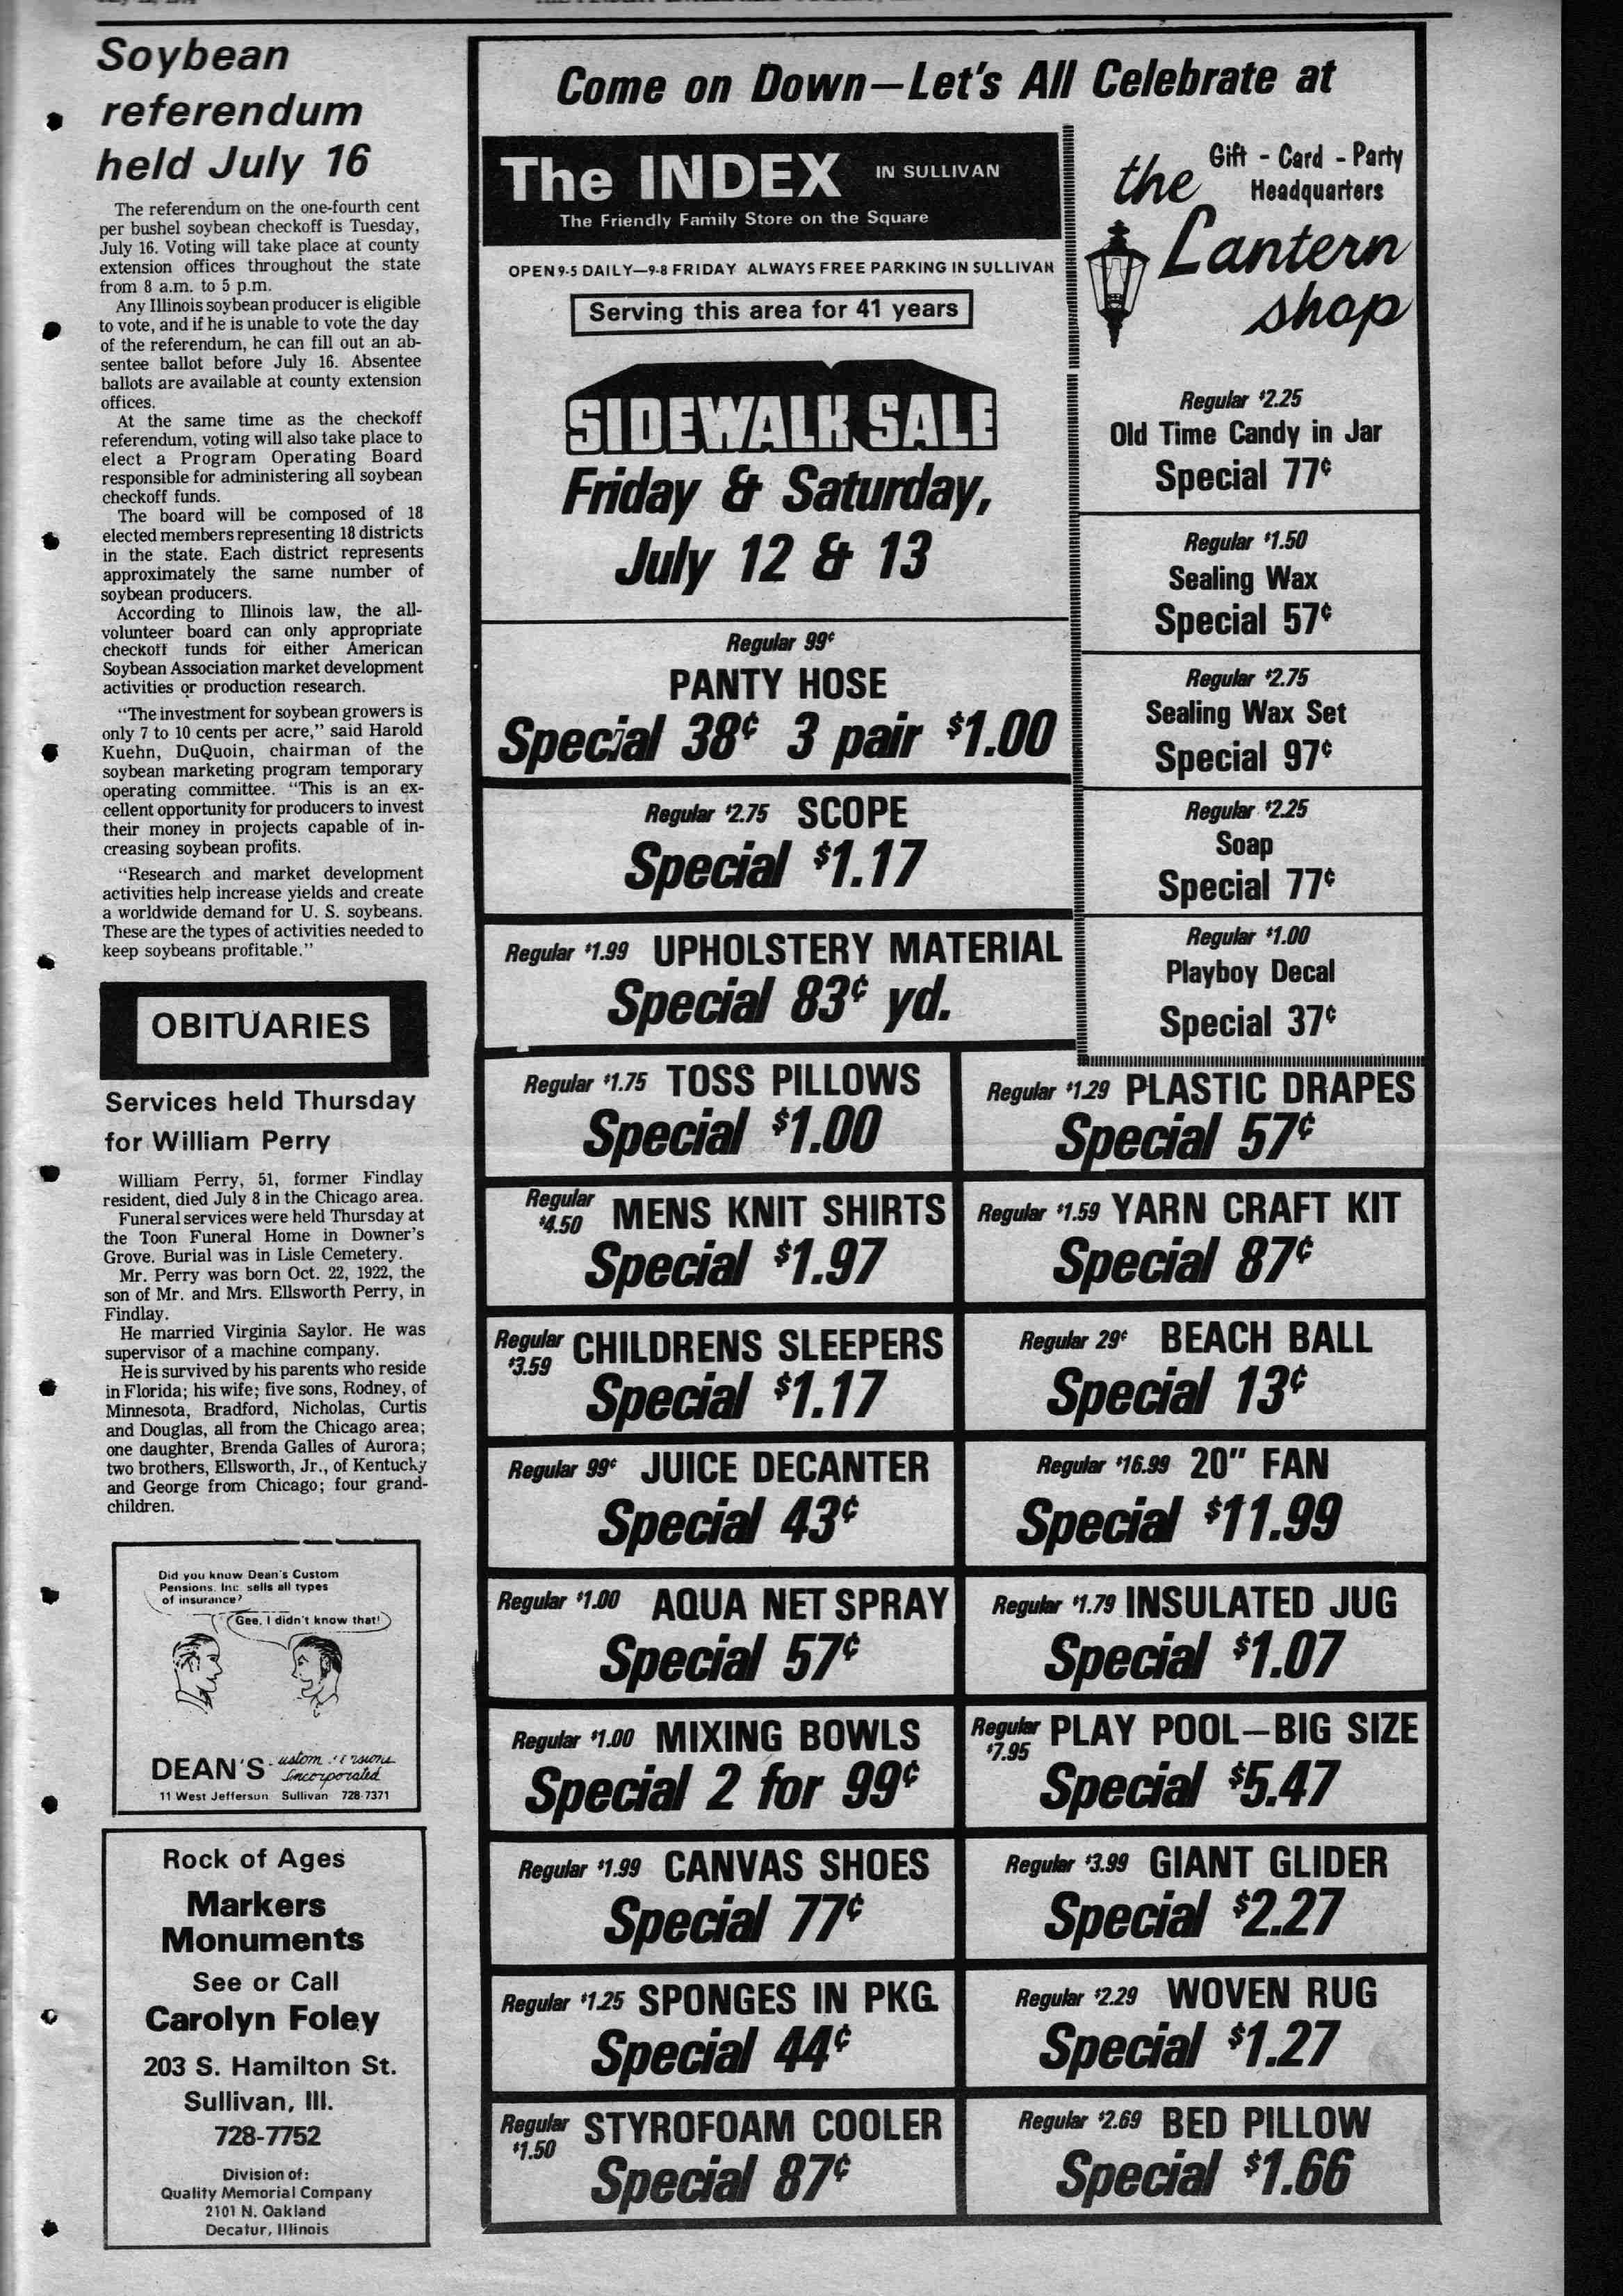 Soybean
referendum
held July 16
The referendum on the one-fourth cent
per bushel soybean checkoff is Tuesday,
July 16. Voting will take place at county
extension offices throughout the state
from 8 a.m. to 5 p.m.
Any Illinois soybean producer is eligible
to vote, and if he is unable to vote the day
of the referendum, he can fill out an ab-
sentee ballot before July 16. Absentee
ballots are available at county extension
offices.
At the same time as the checkoff
referendum, voting will also take place to
elect a Program Operating Board
responsible for administering all soybean
checkoff funds.
The board will be composed of 18
elected members representing 18 districts
in the state. Each district represents
approximately the same number of
soybean producers.
According to Illinois law, the all-
volunteer board can only appropriate
checkoff funds for either American
Soybean Association market development
activities or production research.
"The investment for soybean growers is
only 7 to 10 cents per acre," said Harold
Kuehn, DuQuoin, chairman of the
soybean marketing program temporary
operating committee. "This is an ex-
cellent opportunity for producers to invest
their money in projects capable of in-
creasing soybean profits.
"Research and market development
activities help increase yields and create
a worldwide demand for U. S. soybeans.
These are the types of activities needed to
keep soybeans profitable."
OBITUARIES
Services held Thursday
for William Perry
William Perry, 51, former Findlay
resident, died July 8 in the Chicago area.
Funeral services were held Thursday at
the Toon Funeral Home in Downer's
Grove. Burial was in Lisle Cemetery.
Mr. Perry was born Oct. 22, 1922, the
son of Mr. and Mrs. Ellsworth Perry, in
Findlay.
He married Virginia Saylor. He was
supervisor of a machine company.
He is survived by his parents who reside
in Florida; his wife; five sons, Rodney, of
Minnesota, Bradford, Nicholas, Curtis
and Douglas, all from the Chicago area;
one daughter, Brenda Galles of Aurora;
two brothers, Ellsworth, Jr., of Kentucky
and George from Chicago; four grand-
children.
Did you know Dean's Custom
Pensions, Inc. sells all types
of insurance?
Gee, I didn't know that!
DEAN'S
Incorporated
11 West Jefferson Sullivan 728-7371
Rock of Ages
Markers
Monuments
See or Call
Carolyn Foley
203 S. Hamilton St.
Sullivan, Ill.
728-7752
Division of:
Quality Memorial Company
2101 N. Oakland
Decatur, Illinois
Come on Down—Let's All Celebrate at
The INDEX IN SULLIVAN
The Friendly Family Store on the Square
OPEN 9-5 DAILY—9-8 FRIDAY ALWAYS FREE PARKING IN SULLIVAN
Serving this area for 41 years
SIDEWALK SALE
Friday & Saturday,
July 12 & 13
Regular 99¢
PANTY HOSE
Special 38¢ 3 pair $1.00
Regular $2.75 SCOPE
Special $1.17
Regular $1.99 UPHOLSTERY MATERIAL
Special 83¢ yd.
Gift - Card - Party
Headquarters
the
Lantern
shop
Regular $2.25
Old Time Candy in Jar
Special 77¢
Regular $1.50
Sealing Wax
Special 57¢
Regular $2.75
Sealing Wax Set
Special 97¢
Regular $2.25
Soap
Special 77¢
Regular $1.00
Playboy Decal
Special 37¢
Regular $1.75 TOSS PILLOWS
Special $1.00
Regular $1.29 PLASTIC DRAPES
Special 57¢
Regular $4.50 MENS KNIT SHIRTS
Special $1.97
Regular $1.59 YARN CRAFT KIT
Special 87¢
Regular $3.59 CHILDRENS SLEEPERS
Special $1.17
Regular 29¢ BEACH BALL
Special 13¢
Regular 99¢ JUICE DECANTER
Special 43¢
Regular $16.99 20" FAN
Special $11.99
Regular $1.00 AQUA NET SPRAY
Special 57¢
Regular $1.79 INSULATED JUG
Special $1.07
Regular $1.00 MIXING BOWLS
Special 2 for 99¢
Regular $7.95 PLAY POOL—BIG SIZE
Special $5.47
Regular $1.99 CANVAS SHOES
Special 77¢
Regular $3.99 GIANT GLIDER
Special $2.27
Regular $1.25 SPONGES IN PKG.
Special 44¢
Regular $2.29 WOVEN RUG
Special $1.27
Regular $1.50 STYROFOAM COOLER
Special 87¢
Regular $2.69 BED PILLOW
Special $1.66